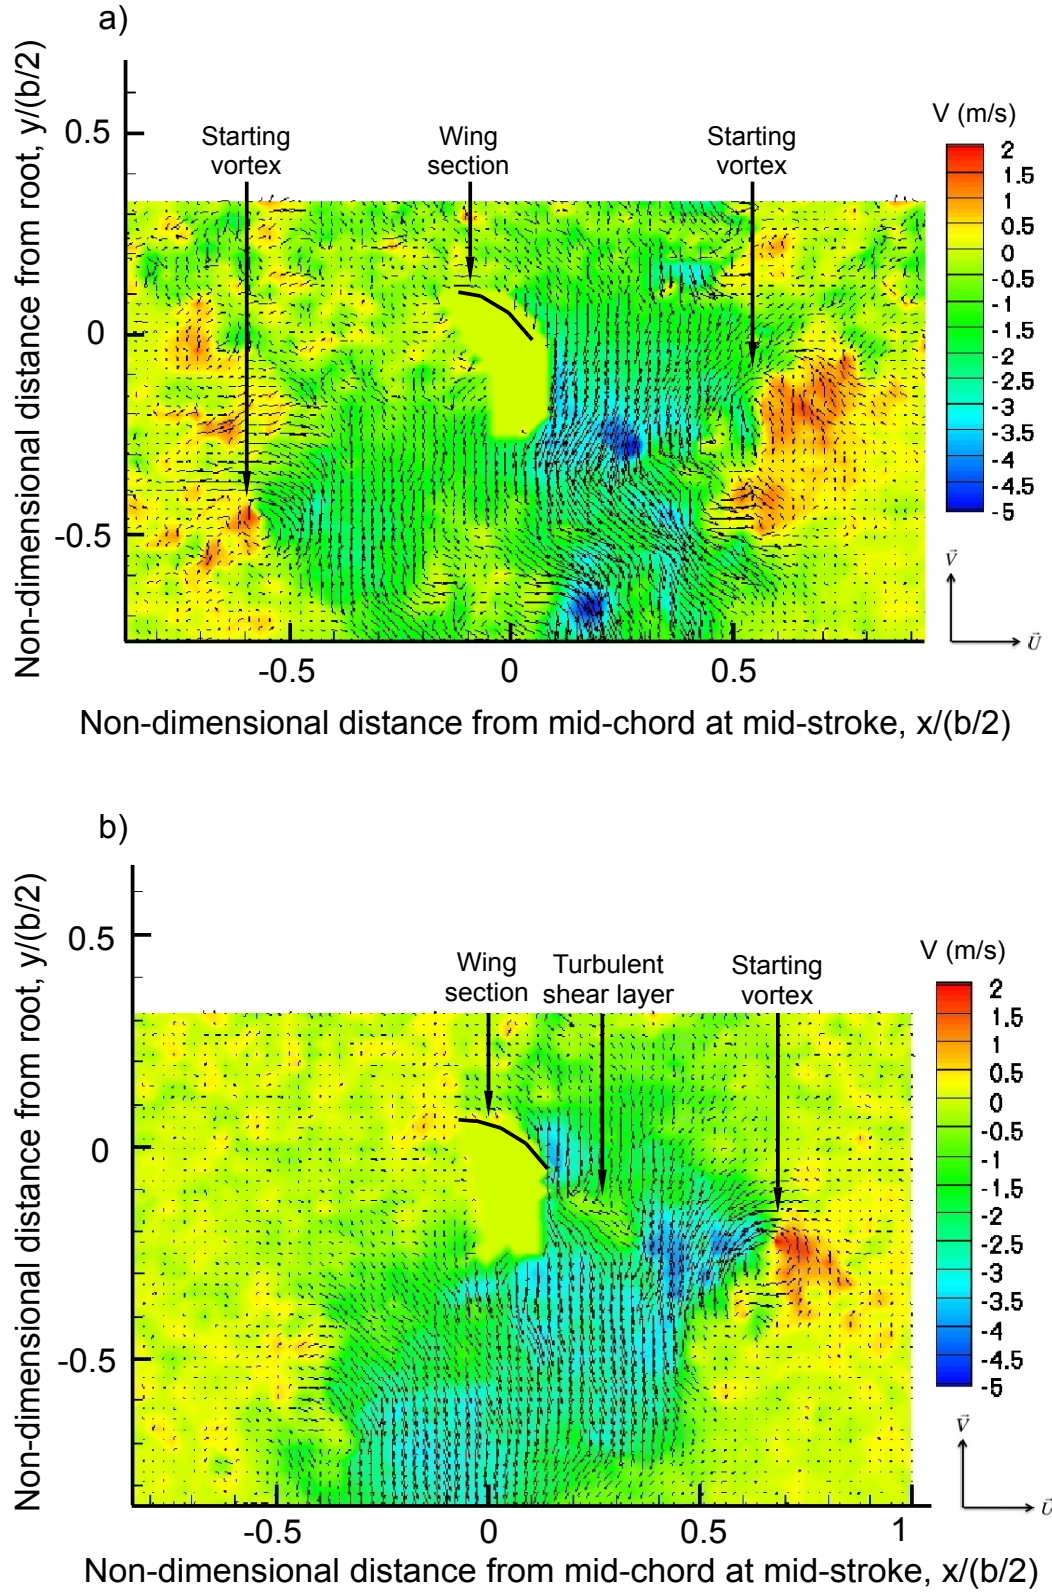 a)
Non-dimensional distance from root, y/(b/2)
0.5
0
-0.5
Starting
vortex
Wing
section
Starting
vortex
V (m/s)
2
1.5
1
0.5
0
-0.5
-1
-1.5
-2
-2.5
-3
-3.5
-4
-4.5
-5
V⃗
U⃗
-0.5
0
0.5
Non-dimensional distance from mid-chord at mid-stroke, x/(b/2)
b)
Non-dimensional distance from root, y/(b/2)
0.5
0
-0.5
Wing
section
Turbulent
shear layer
Starting
vortex
V (m/s)
2
1.5
1
0.5
0
-0.5
-1
-1.5
-2
-2.5
-3
-3.5
-4
-4.5
-5
V⃗
U⃗
-0.5
0
0.5
1
Non-dimensional distance from mid-chord at mid-stroke, x/(b/2)